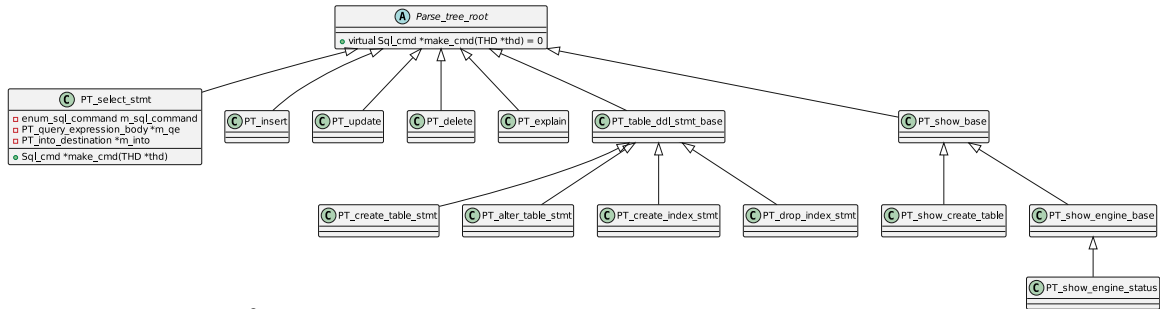 A Parse_tree_root
virtual Sql_cmd *make_cmd(THD *thd) = 0
C PT_select_stmt
enum_sql_command m_sql_command
PT_query_expression_body *m_qe
PT_into_destination *m_into
Sql_cmd *make_cmd(THD *thd)
C PT_insert
C PT_update
C PT_delete
C PT_explain
C PT_table_ddl_stmt_base
C PT_show_base
C PT_create_table_stmt
C PT_alter_table_stmt
C PT_create_index_stmt
C PT_drop_index_stmt
C PT_show_create_table
C PT_show_engine_base
C PT_show_engine_status